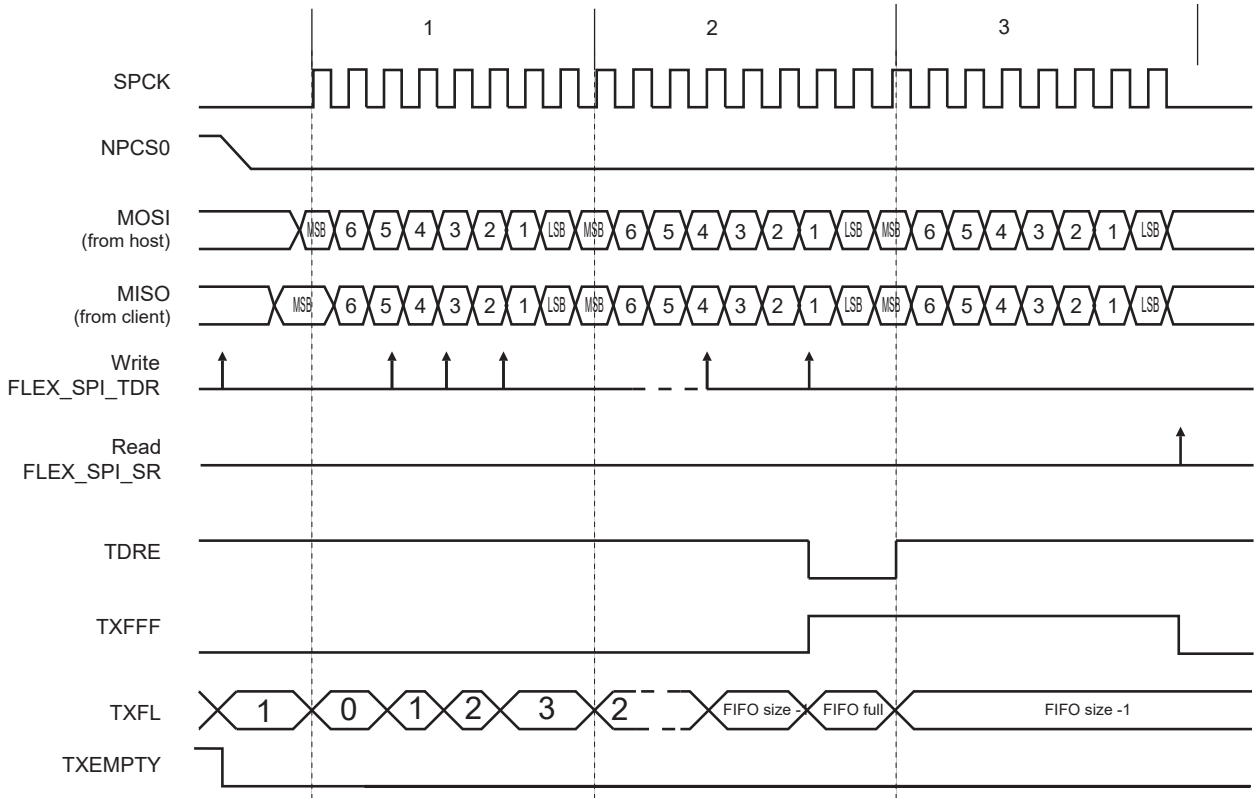 1 2 3
SPCK
NPCS0
MOSI
(from host)
MSB 6 5 4 3 2 1 LSB MSB 6 5 4 3 2 1 LSB MSB 6 5 4 3 2 1 LSB
MISO
(from client)
MSB 6 5 4 3 2 1 LSB MSB 6 5 4 3 2 1 LSB MSB 6 5 4 3 2 1 LSB
Write
FLEX_SPI_TDR
Read
FLEX_SPI_SR
TDRE
TXFFF
TXFL 1 0 1 2 3 2 FIFO size -1 FIFO full FIFO size -1
TXEMPTY